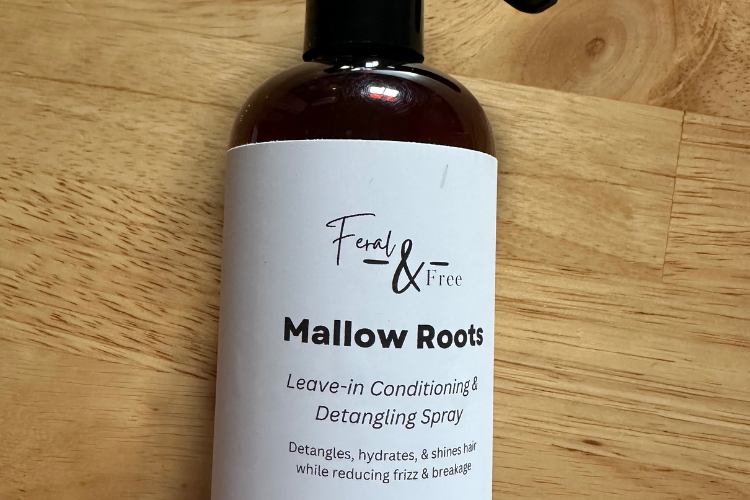 Feral
& Free
Mallow Roots
Leave-in Conditioning &
Detangling Spray
Detangles, hydrates, & shines hair
while reducing frizz & breakage